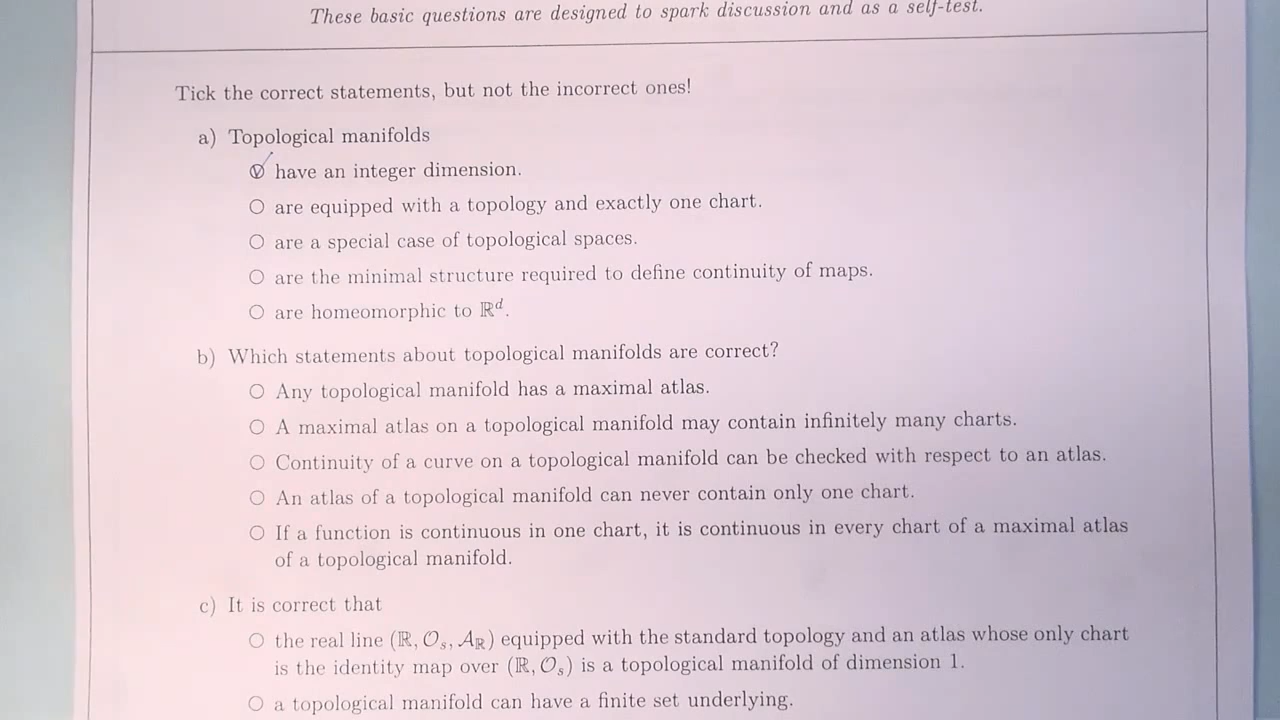 These basic questions are designed to spark discussion and as a self-test.
Tick the correct statements, but not the incorrect ones!
a) Topological manifolds
have an integer dimension.
○ are equipped with a topology and exactly one chart.
○ are a special case of topological spaces.
○ are the minimal structure required to define continuity of maps.
○ are homeomorphic to ℝᵈ.
b) Which statements about topological manifolds are correct?
○ Any topological manifold has a maximal atlas.
○ A maximal atlas on a topological manifold may contain infinitely many charts.
○ Continuity of a curve on a topological manifold can be checked with respect to an atlas.
○ An atlas of a topological manifold can never contain only one chart.
○ If a function is continuous in one chart, it is continuous in every chart of a maximal atlas
of a topological manifold.
c) It is correct that
○ the real line (ℝ, 𝒪ₛ, 𝒜_ℝ) equipped with the standard topology and an atlas whose only chart
is the identity map over (ℝ, 𝒪ₛ) is a topological manifold of dimension 1.
○ a topological manifold can have a finite set underlying.